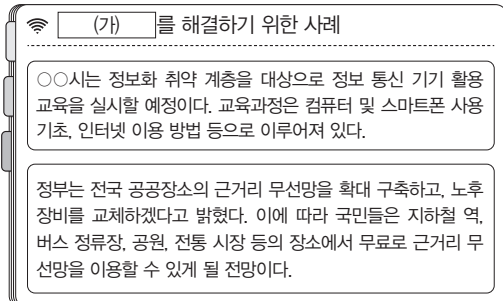 (가) 를 해결하기 위한 사례
○○시는 정보화 취약 계층을 대상으로 정보 통신 기기 활용
교육을 실시할 예정이다. 교육과정은 컴퓨터 및 스마트폰 사용
기초, 인터넷 이용 방법 등으로 이루어져 있다.
정부는 전국 공공장소의 근거리 무선망을 확대 구축하고, 노후
장비를 교체하겠다고 밝혔다. 이에 따라 국민들은 지하철 역,
버스 정류장, 공원, 전통 시장 등의 장소에서 무료로 근거리 무
선망을 이용할 수 있게 될 전망이다.